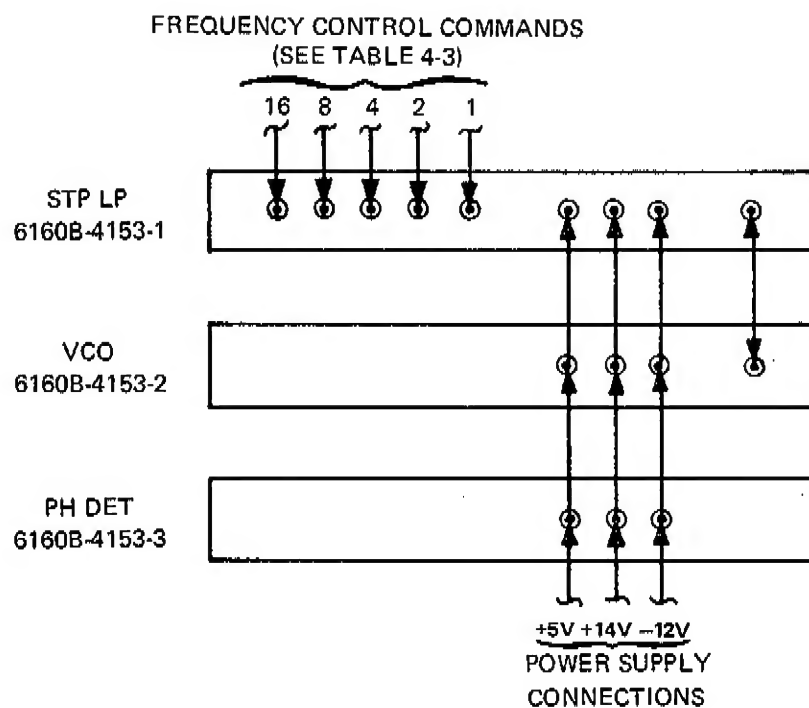 FREQUENCY CONTROL COMMANDS
(SEE TABLE 4-3)
16 8 4 2 1
STP LP
6160B-4153-1
VCO
6160B-4153-2
PH DET
6160B-4153-3
+5V +14V -12V
POWER SUPPLY
CONNECTIONS